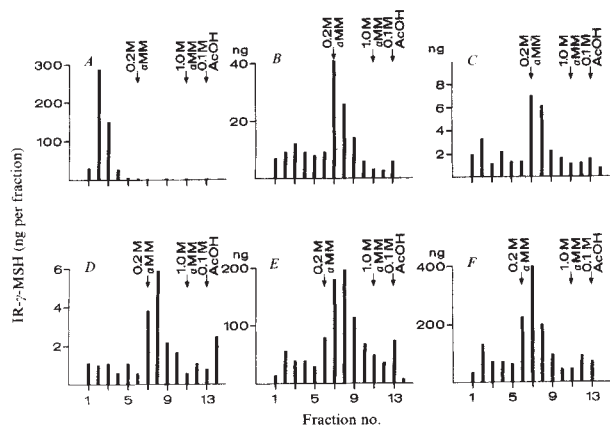 IR-γ-MSH (ng per fraction)
A
300
200
100
0.2M
αMM
1.0M
αMM
0.1M
AcOH
B
ng
40
20
0.2M
αMM
1.0M
αMM
0.1M
AcOH
C
ng
8
6
4
2
0.2M
αMM
1.0M
αMM
0.1M
AcOH
D
6
4
2
0.2M
αMM
1.0M
αMM
0.1M
AcOH
1 5 9 13
E
ng
200
100
0.2M
αMM
1.0M
αMM
0.1M
AcOH
1 5 9 13
F
ng
400
200
0.2M
αMM
1.0M
αMM
0.1M
AcOH
1 5 9 13
Fraction no.